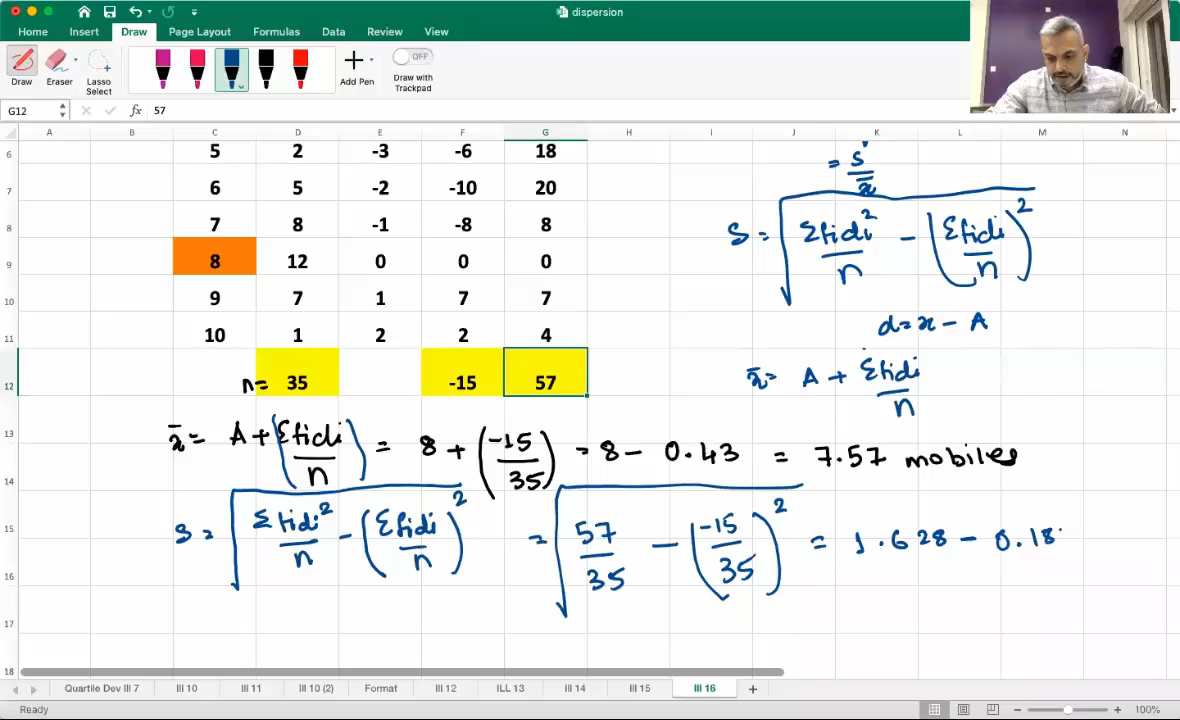 dispersion
Home Insert Draw Page Layout Formulas Data Review View
OFF
Draw Eraser Lasso Select Add Pen Draw with Trackpad
G12 fx 57
A B C D E F G H I J K L M N
6 5 2 -3 -6 18
7 6 5 -2 -10 20
8 7 8 -1 -8 8
9 8 12 0 0 0
10 9 7 1 7 7
11 10 1 2 2 4
12 n= 35 -15 57
13
14
15
16
17
18
= s / x̄
S = √(Σfidi² / n - (Σfidi / n)²)
d = x - A
x̄ = A + Σfidi / n
x̄ = A + (Σfidi / n) = 8 + (-15 / 35) = 8 - 0.43 = 7.57 mobiles
S = √(Σfidi² / n - (Σfidi / n)²) = √(57 / 35 - (-15 / 35)²) = 1.628 - 0.18
Quartile Dev Ill 7 Ill 10 Ill 11 Ill 10 (2) Format Ill 12 ILL 13 Ill 14 Ill 15 Ill 16
Ready 100%